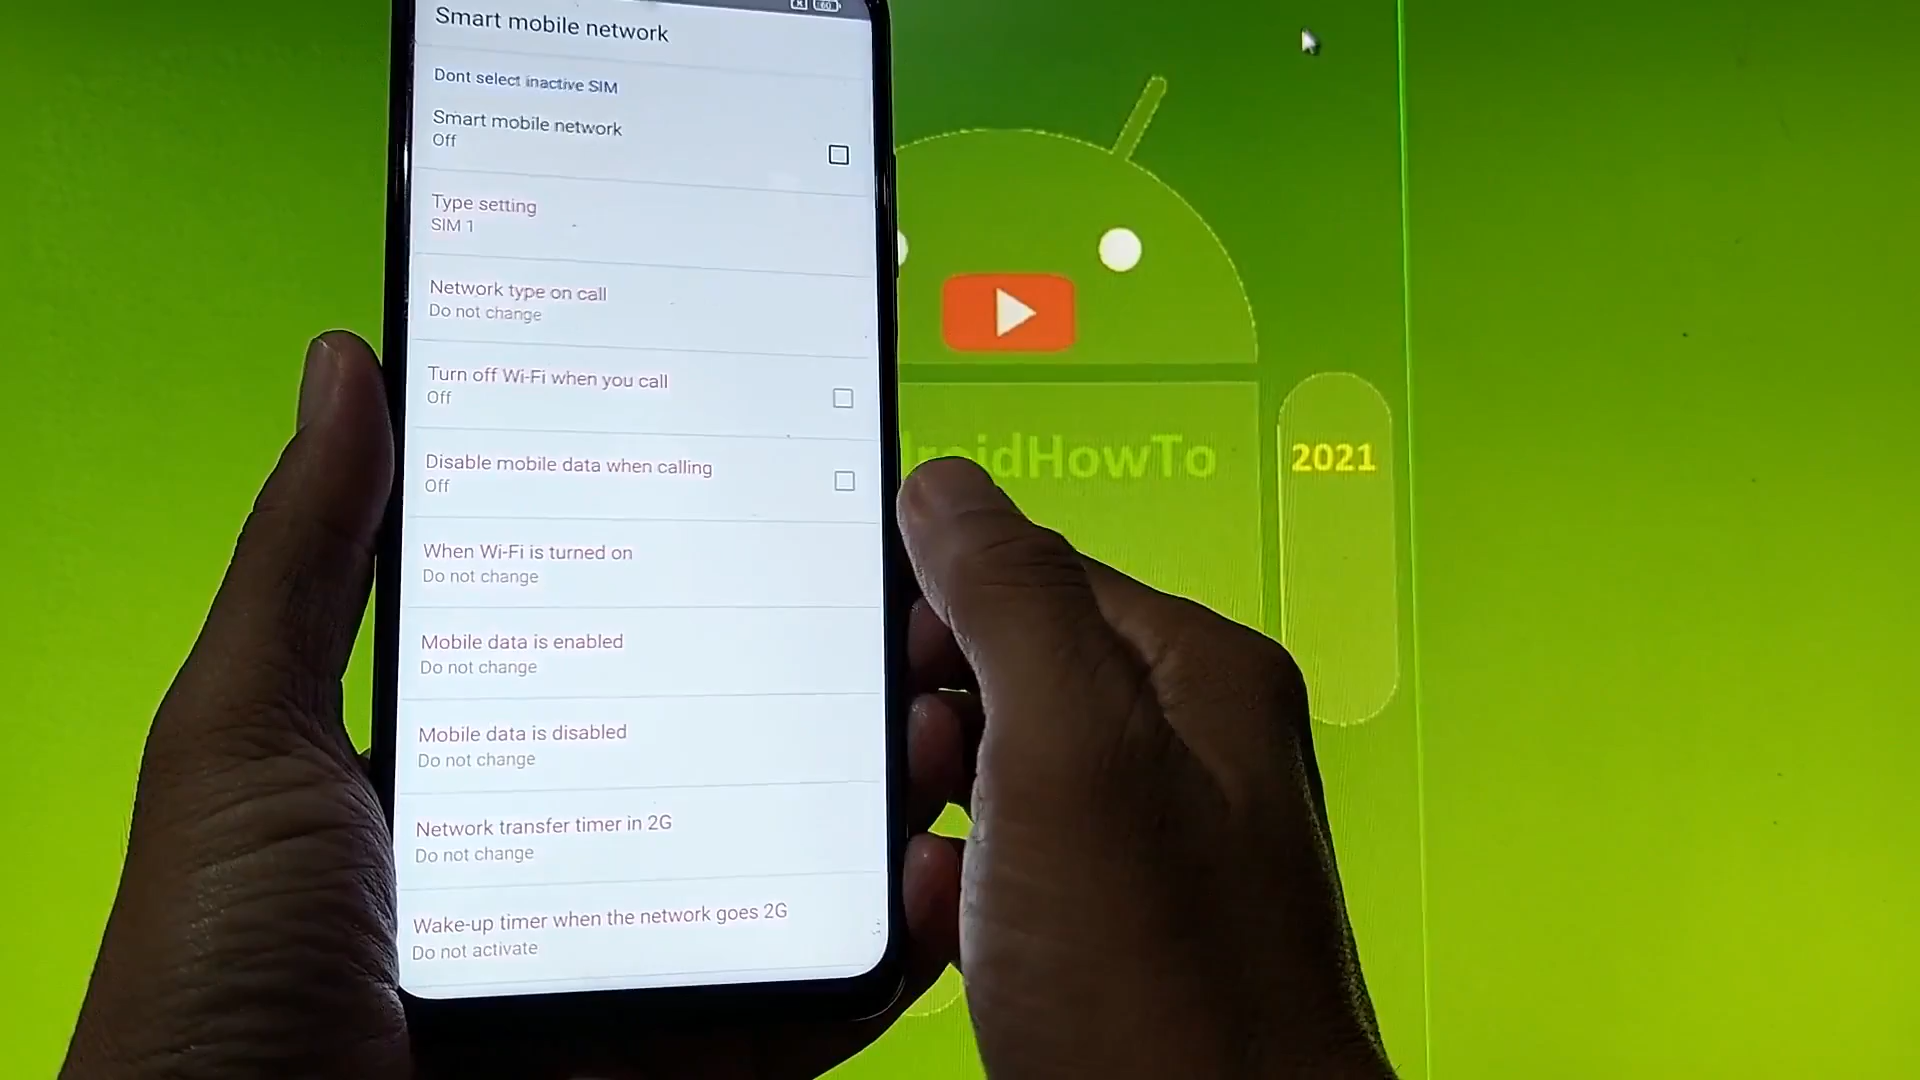 Smart mobile network
Dont select inactive SIM
Smart mobile network
Off
Type setting
SIM 1
Network type on call
Do not change
Turn off Wi-Fi when you call
Off
Disable mobile data when calling
Off
When Wi-Fi is turned on
Do not change
Mobile data is enabled
Do not change
Mobile data is disabled
Do not change
Network transfer timer in 2G
Do not change
Wake-up timer when the network goes 2G
Do not activate
droidHowTo
2021